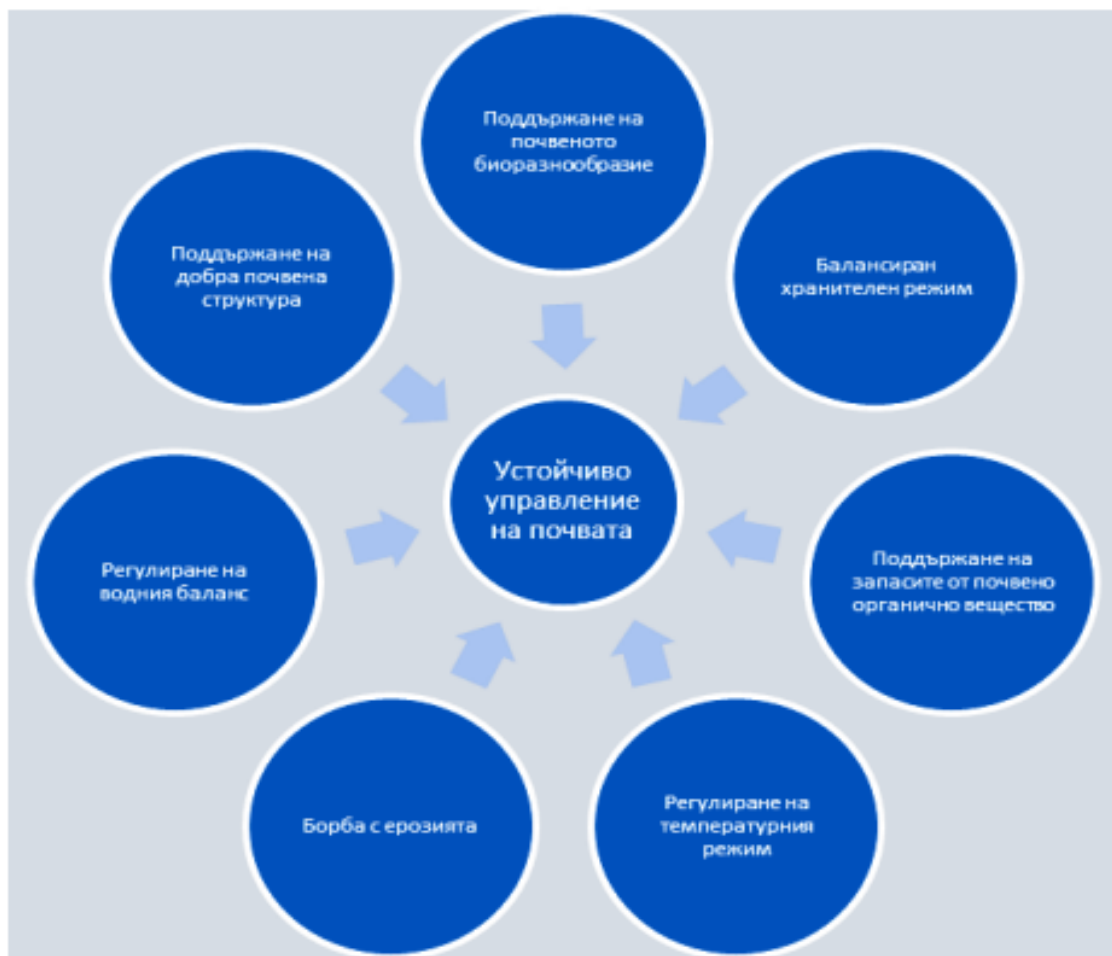 Поддържане на
почвеното
биоразнообразие
Поддържане на
добра почвена
структура
Балансиран
хранителен режим
Устойчиво
управление
на почвата
Регулиране на
водния баланс
Поддържане на
запасите от почвено
органично вещество
Борба с ерозията
Регулиране на
температурния
режим